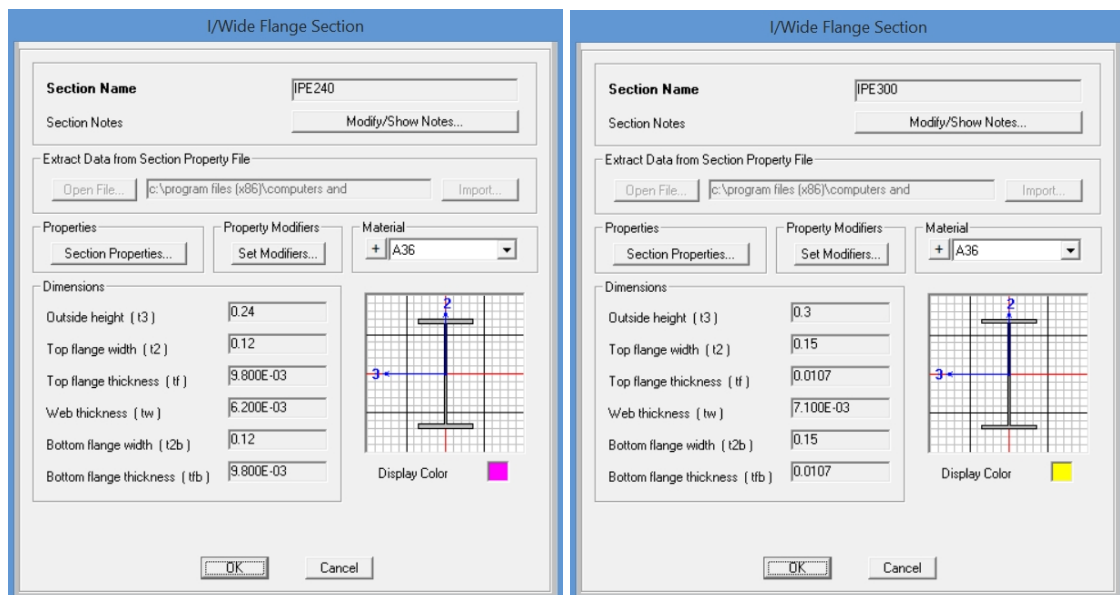 I/Wide Flange Section
Section Name IPE240
Section Notes Modify/Show Notes...
Extract Data from Section Property File
Open File... c:\program files (x86)\computers and Import...
Properties Property Modifiers Material
Section Properties... Set Modifiers... + A36
Dimensions
Outside height ( t3 ) 0.24
Top flange width ( t2 ) 0.12
Top flange thickness ( tf ) 9.800E-03
Web thickness ( tw ) 6.200E-03
Bottom flange width ( t2b ) 0.12
Bottom flange thickness ( tfb ) 9.800E-03
2
3
Display Color
OK Cancel
I/Wide Flange Section
Section Name IPE300
Section Notes Modify/Show Notes...
Extract Data from Section Property File
Open File... c:\program files (x86)\computers and Import...
Properties Property Modifiers Material
Section Properties... Set Modifiers... + A36
Dimensions
Outside height ( t3 ) 0.3
Top flange width ( t2 ) 0.15
Top flange thickness ( tf ) 0.0107
Web thickness ( tw ) 7.100E-03
Bottom flange width ( t2b ) 0.15
Bottom flange thickness ( tfb ) 0.0107
2
3
Display Color
OK Cancel